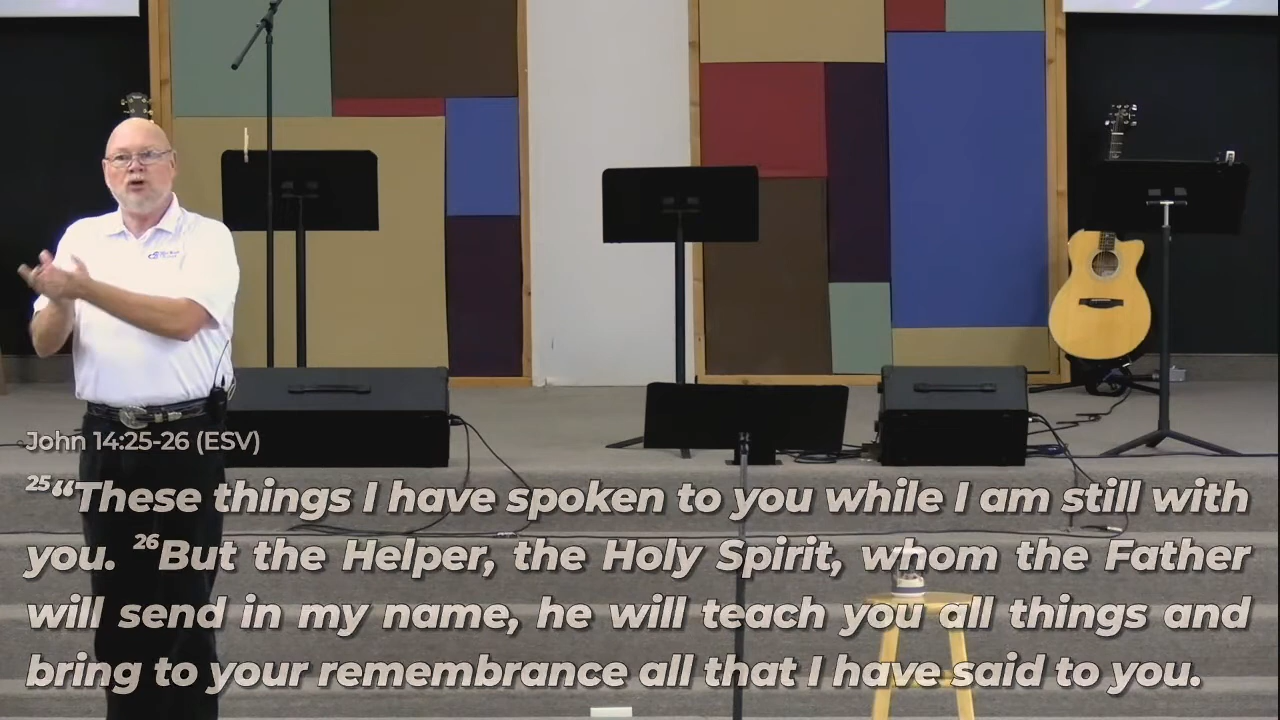 John 14:25-26 (ESV)
²⁵“These things I have spoken to you while I am still with
you. ²⁶But the Helper, the Holy Spirit, whom the Father
will send in my name, he will teach you all things and
bring to your remembrance all that I have said to you.